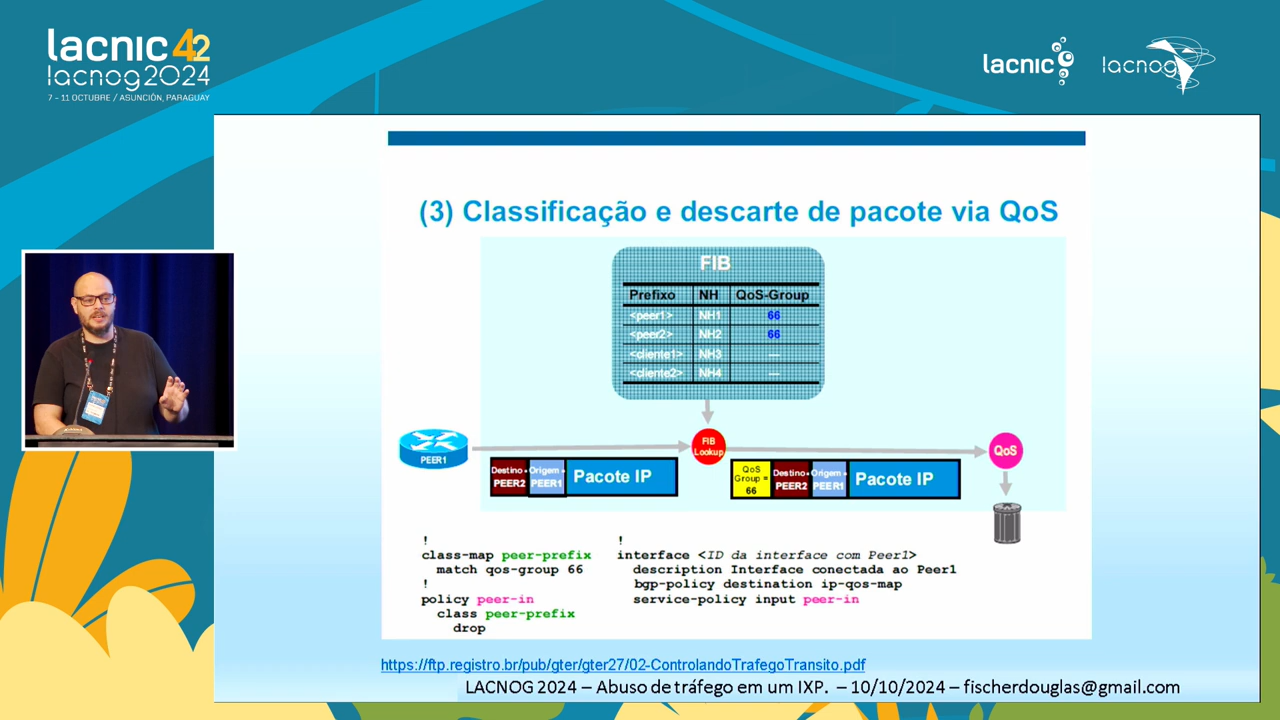 lacnic 42
lacnog2024
7 - 11 OCTUBRE / ASUNCIÓN, PARAGUAY
lacnic
lacnog
(3) Classificação e descarte de pacote via QoS
FIB
Prefixo NH QoS-Group
<peer1> NH1 66
<peer2> NH2 66
<cliente1> NH3 —
<cliente2> NH4 —
PEER1
FIB
Lookup
QoS
Destino=
PEER2
Origem=
PEER1
Pacote IP
QoS
Group =
66
Destino=
PEER2
Origem=
PEER1
Pacote IP
!
class-map peer-prefix
match qos-group 66
!
policy peer-in
class peer-prefix
drop
!
interface <ID da interface com Peer1>
description Interface conectada ao Peer1
bgp-policy destination ip-qos-map
service-policy input peer-in
https://ftp.registro.br/pub/gter/gter27/02-ControlandoTrafegoTransito.pdf
LACNOG 2024 – Abuso de tráfego em um IXP. – 10/10/2024 – fischerdouglas@gmail.com